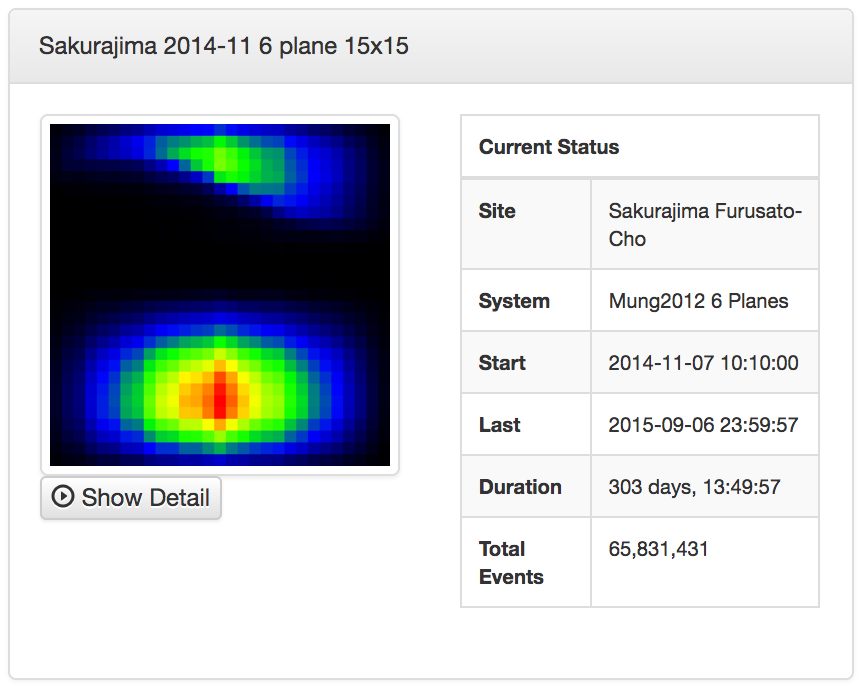 Sakurajima 2014-11 6 plane 15x15
Show Detail
Current Status
Site
Sakurajima Furusato-
Cho
System
Mung2012 6 Planes
Start
2014-11-07 10:10:00
Last
2015-09-06 23:59:57
Duration
303 days, 13:49:57
Total
Events
65,831,431